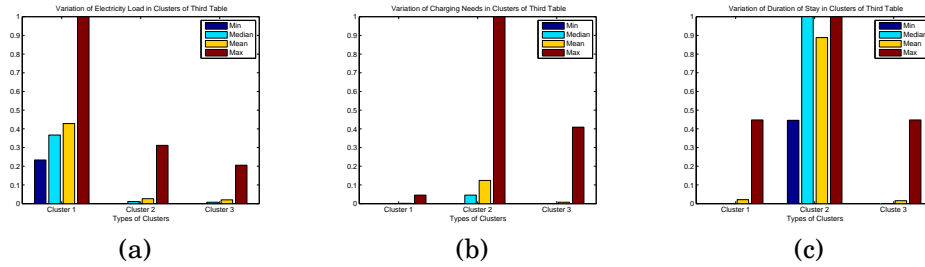 Variation of Electricity Load in Clusters of Third Table
1
0.9
0.8
0.7
0.6
0.5
0.4
0.3
0.2
0.1
0
Min
Median
Mean
Max
Cluster 1 Cluster 2 Cluster 3
Types of Clusters
(a)
Variation of Charging Needs in Clusters of Third Table
1
0.9
0.8
0.7
0.6
0.5
0.4
0.3
0.2
0.1
0
Min
Median
Mean
Max
Cluster 1 Cluster 2 Cluster 3
Types of Clusters
(b)
Variation of Duration of Stay in Clusters of Third Table
1
0.9
0.8
0.7
0.6
0.5
0.4
0.3
0.2
0.1
0
Min
Median
Mean
Max
Cluster 1 Cluster 2 Cluster 3
Types of Clusters
(c)